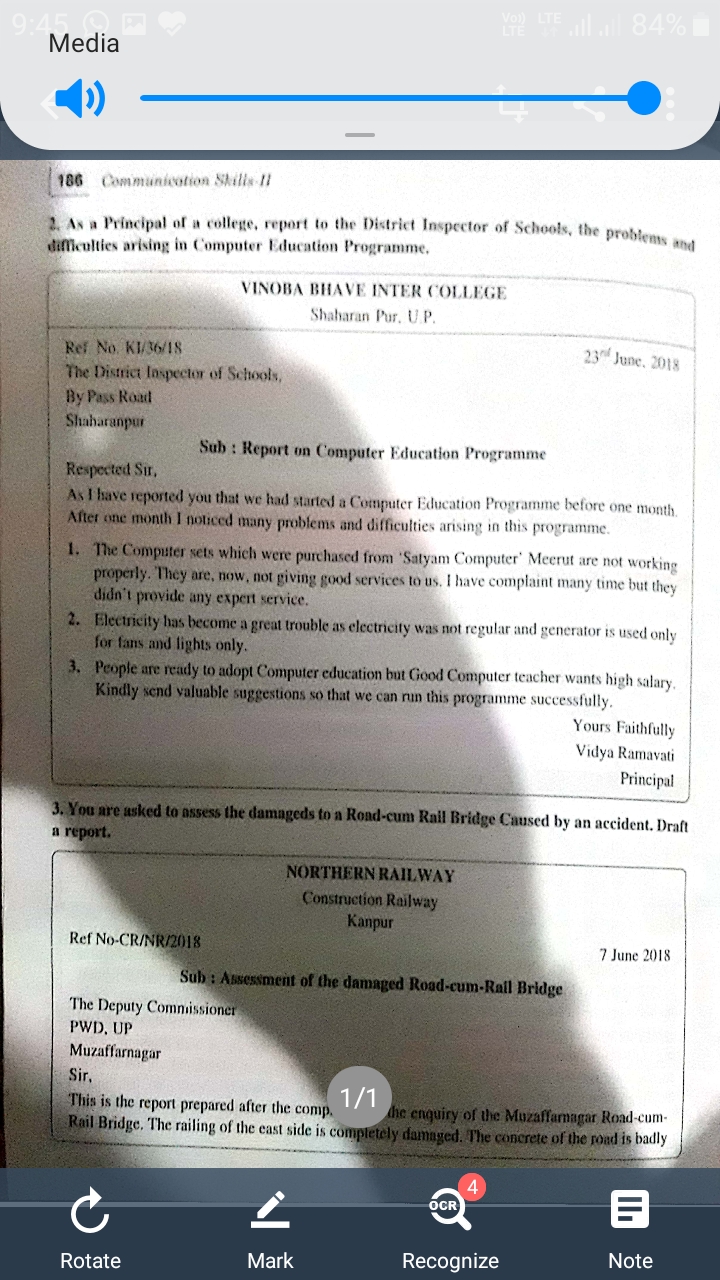 9:45
Vo) LTE
LTE
84%
Media
186 Communication Skills-II
2. As a Principal of a college, report to the District Inspector of Schools, the problems and
difficulties arising in Computer Education Programme.
VINOBA BHAVE INTER COLLEGE
Shaharan Pur, U.P.
Ref No. KI/36/18
23rd June, 2018
The District Inspector of Schools,
By Pass Road
Shaharanpur
Sub : Report on Computer Education Programme
Respected Sir,
As I have reported you that we had started a Computer Education Programme before one month.
After one month I noticed many problems and difficulties arising in this programme.
1. The Computer sets which were purchased from 'Satyam Computer' Meerut are not working
properly. They are, now, not giving good services to us. I have complaint many time but they
didn't provide any expert service.
2. Electricity has become a great trouble as electricity was not regular and generator is used only
for fans and lights only.
3. People are ready to adopt Computer education but Good Computer teacher wants high salary.
Kindly send valuable suggestions so that we can run this programme successfully.
Yours Faithfully
Vidya Ramavati
Principal
3. You are asked to assess the damageds to a Road-cum Rail Bridge Caused by an accident. Draft
a report.
NORTHERN RAILWAY
Construction Railway
Kanpur
Ref No-CR/NR/2018
7 June 2018
Sub : Assessment of the damaged Road-cum-Rail Bridge
The Deputy Commissioner
PWD, UP
Muzaffarnagar
Sir,
This is the report prepared after the the enquiry of the Muzaffarnagar Road-cum-
Rail Bridge. The railing of the east side is completely damaged. The concrete of the road is badly
1/1
4
OCR
Rotate Mark Recognize Note